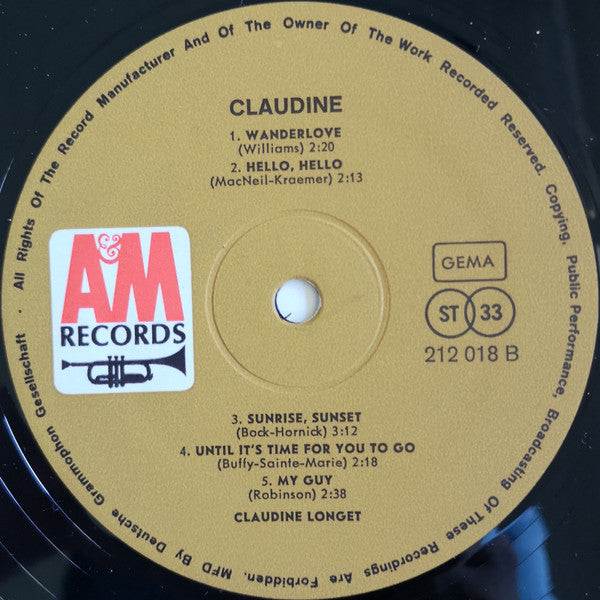 All Rights Of The Record Manufacturer And Of The Owner Of The Work Recorded Reserved. Copying, Public Performance, Broadcasting Of These Recordings Are Forbidden. MFD By Deutsche Grammophon Gesellschaft ·
CLAUDINE
1. WANDERLOVE
(Williams) 2:20
2. HELLO, HELLO
(MacNeil-Kraemer) 2:13
A&M
RECORDS
GEMA
ST 33
212 018 B
3. SUNRISE, SUNSET
(Bock-Hornick) 3:12
4. UNTIL IT'S TIME FOR YOU TO GO
(Buffy-Sainte-Marie) 2:18
5. MY GUY
(Robinson) 2:38
CLAUDINE LONGET